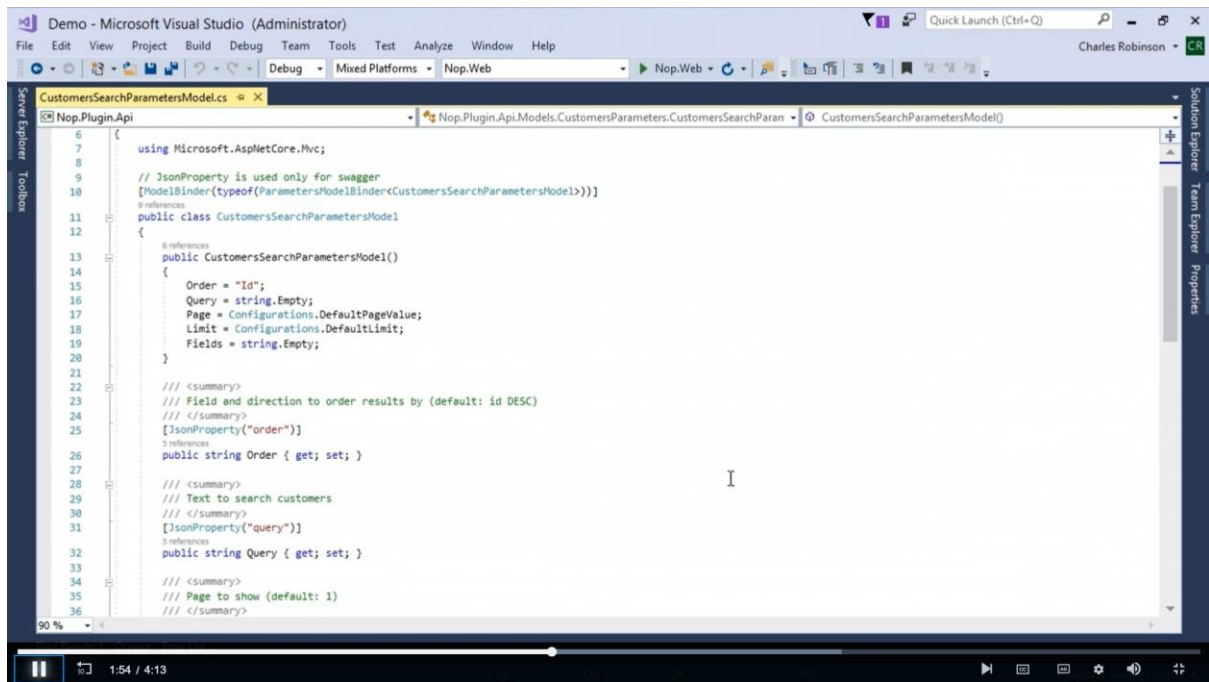 Demo - Microsoft Visual Studio (Administrator)
1
Quick Launch (Ctrl+Q)
File Edit View Project Build Debug Team Tools Test Analyze Window Help
Charles Robinson
CR
Debug Mixed Platforms Nop.Web Nop.Web
Server Explorer
Toolbox
CustomersSearchParametersModel.cs
Nop.Plugin.Api Nop.Plugin.Api.Models.CustomersParameters.CustomersSearchParan CustomersSearchParametersModel()
6 {
7 using Microsoft.AspNetCore.Mvc;
8
9 // JsonProperty is used only for swagger
10 [ModelBinder(typeof(ParametersModelBinder<CustomersSearchParametersModel>))]
8 references
11 public class CustomersSearchParametersModel
12 {
6 references
13 public CustomersSearchParametersModel()
14 {
15 Order = "Id";
16 Query = string.Empty;
17 Page = Configurations.DefaultPageValue;
18 Limit = Configurations.DefaultLimit;
19 Fields = string.Empty;
20 }
21
22 /// <summary>
23 /// Field and direction to order results by (default: id DESC)
24 /// </summary>
25 [JsonProperty("order")]
3 references
26 public string Order { get; set; }
27
28 /// <summary>
29 /// Text to search customers
30 /// </summary>
31 [JsonProperty("query")]
3 references
32 public string Query { get; set; }
33
34 /// <summary>
35 /// Page to show (default: 1)
36 /// </summary>
90 %
Solution Explorer
Team Explorer
Properties
10 1:54 / 4:13
CC
AD